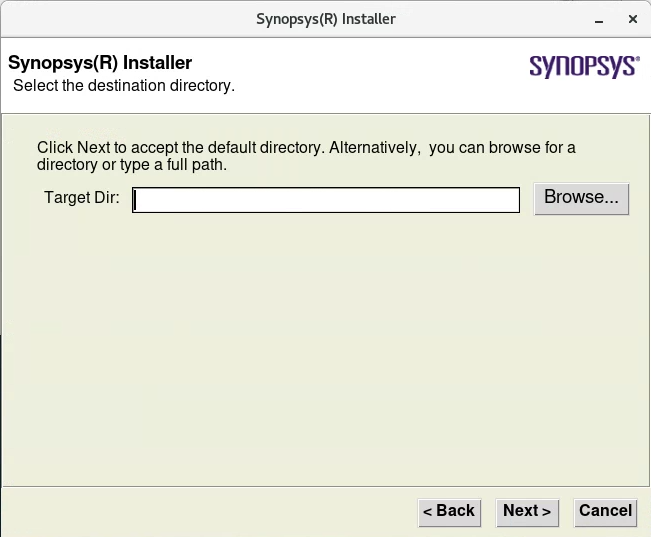 Synopsys(R) Installer
Synopsys(R) Installer
SYNOPSYS®
Select the destination directory.
Click Next to accept the default directory. Alternatively, you can browse for a
directory or type a full path.
Target Dir:
Browse...
< Back
Next >
Cancel